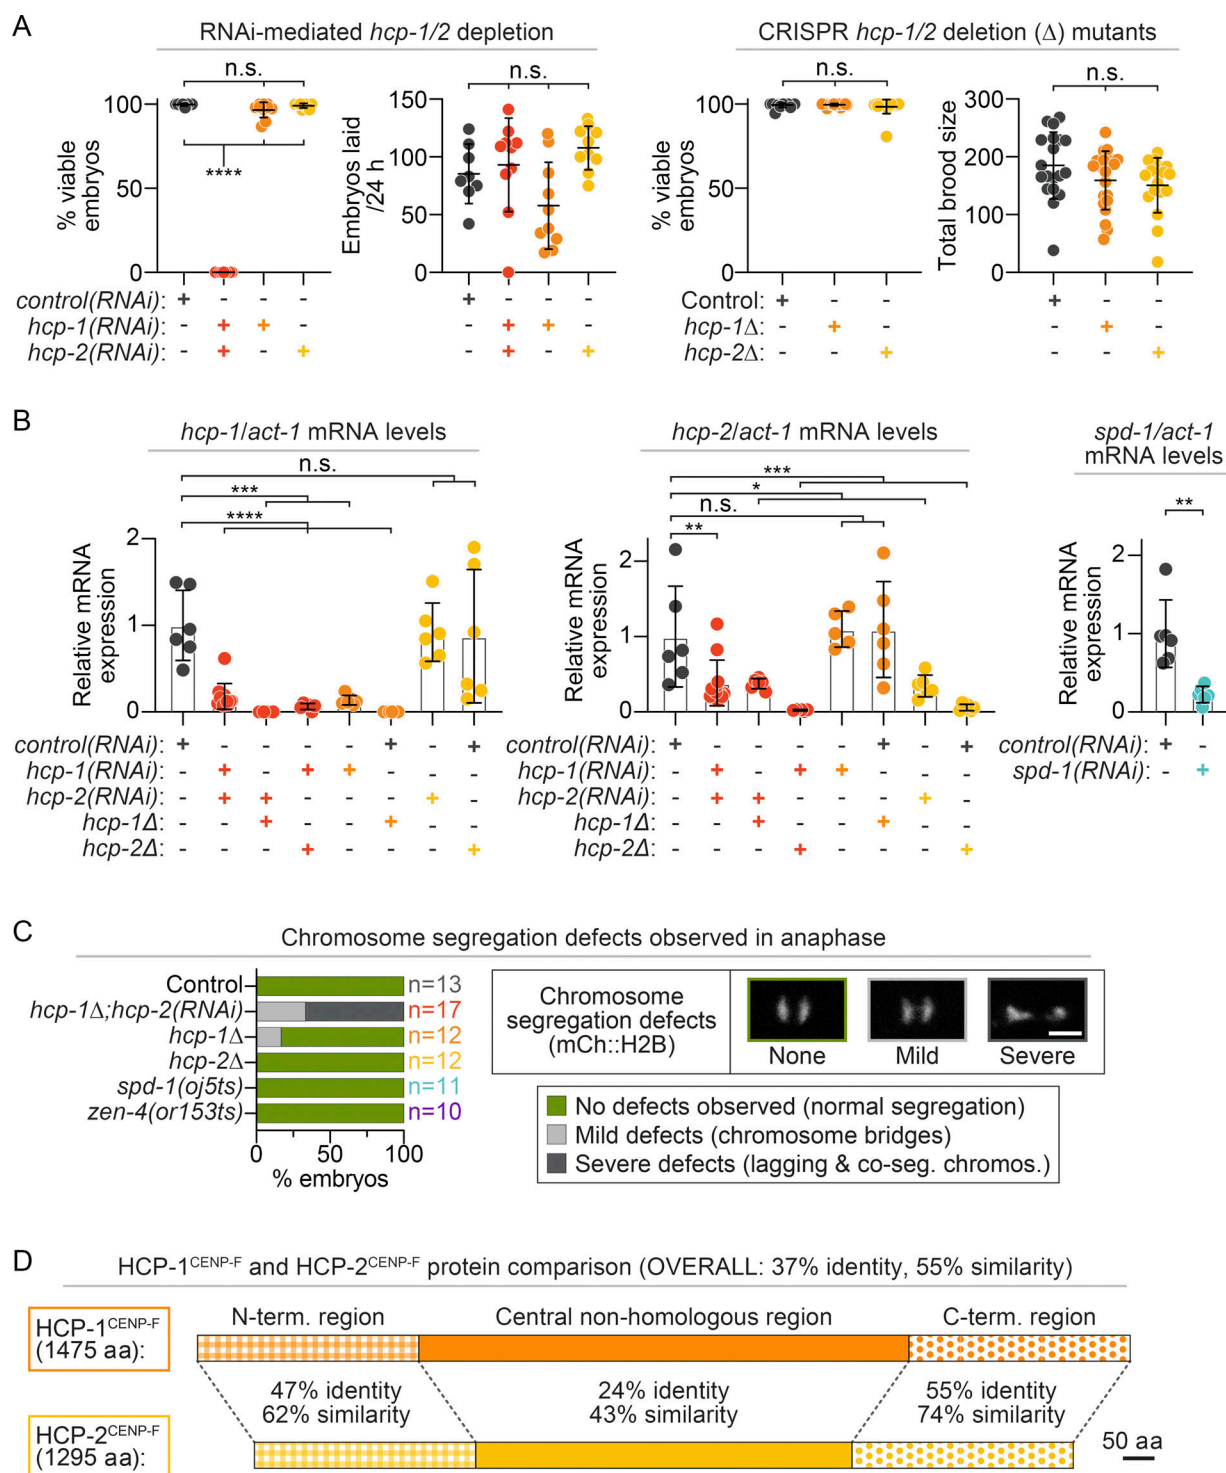 A
RNAi-mediated hcp-1/2 depletion
CRISPR hcp-1/2 deletion (Δ) mutants
n.s.
n.s.
n.s.
n.s.
% viable
embryos
100
50
0
****
Embryos laid
/24 h
150
100
50
0
% viable
embryos
100
50
0
Total brood size
300
200
100
0
control(RNAi): + - - - + - - -
hcp-1(RNAi): - + + - - + + -
hcp-2(RNAi): - + - + - + - +
Control: + - - + - -
hcp-1Δ: - + - - + -
hcp-2Δ: - - + - - +
B
hcp-1/act-1 mRNA levels
hcp-2/act-1 mRNA levels
spd-1/act-1
mRNA levels
n.s.
***
****
Relative mRNA
expression
2
1
0
***
*
n.s.
**
Relative mRNA
expression
2
1
0
**
Relative mRNA
expression
2
1
0
control(RNAi): + - - - - + - +
hcp-1(RNAi): - + - + + - - -
hcp-2(RNAi): - + + - - - + -
hcp-1Δ: - - + - - + - -
hcp-2Δ: - - - + - - - +
control(RNAi): + - - - - + - +
hcp-1(RNAi): - + - + + - - -
hcp-2(RNAi): - + + - - - + -
hcp-1Δ: - - + - - + - -
hcp-2Δ: - - - + - - - +
control(RNAi): + -
spd-1(RNAi): - +
C
Chromosome segregation defects observed in anaphase
Control n=13
hcp-1Δ;hcp-2(RNAi) n=17
hcp-1Δ n=12
hcp-2Δ n=12
spd-1(oj5ts) n=11
zen-4(or153ts) n=10
0 50 100
% embryos
Chromosome
segregation defects
(mCh::H2B)
None
Mild
Severe
No defects observed (normal segregation)
Mild defects (chromosome bridges)
Severe defects (lagging & co-seg. chromos.)
D
HCP-1CENP-F and HCP-2CENP-F protein comparison (OVERALL: 37% identity, 55% similarity)
N-term. region
Central non-homologous region
C-term. region
HCP-1CENP-F
(1475 aa):
47% identity
62% similarity
24% identity
43% similarity
55% identity
74% similarity
HCP-2CENP-F
(1295 aa):
50 aa